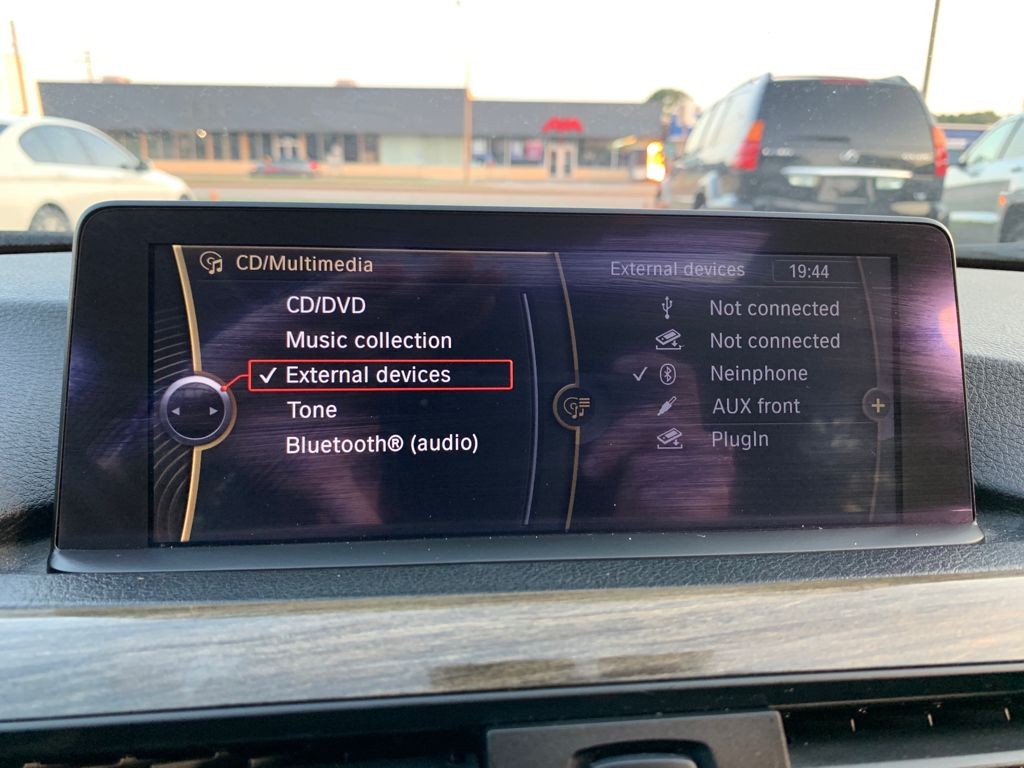 CD/Multimedia
CD/DVD
Music collection
✓ External devices
Tone
Bluetooth® (audio)
External devices 19:44
Not connected
Not connected
✓ Neinphone
AUX front
PlugIn
+